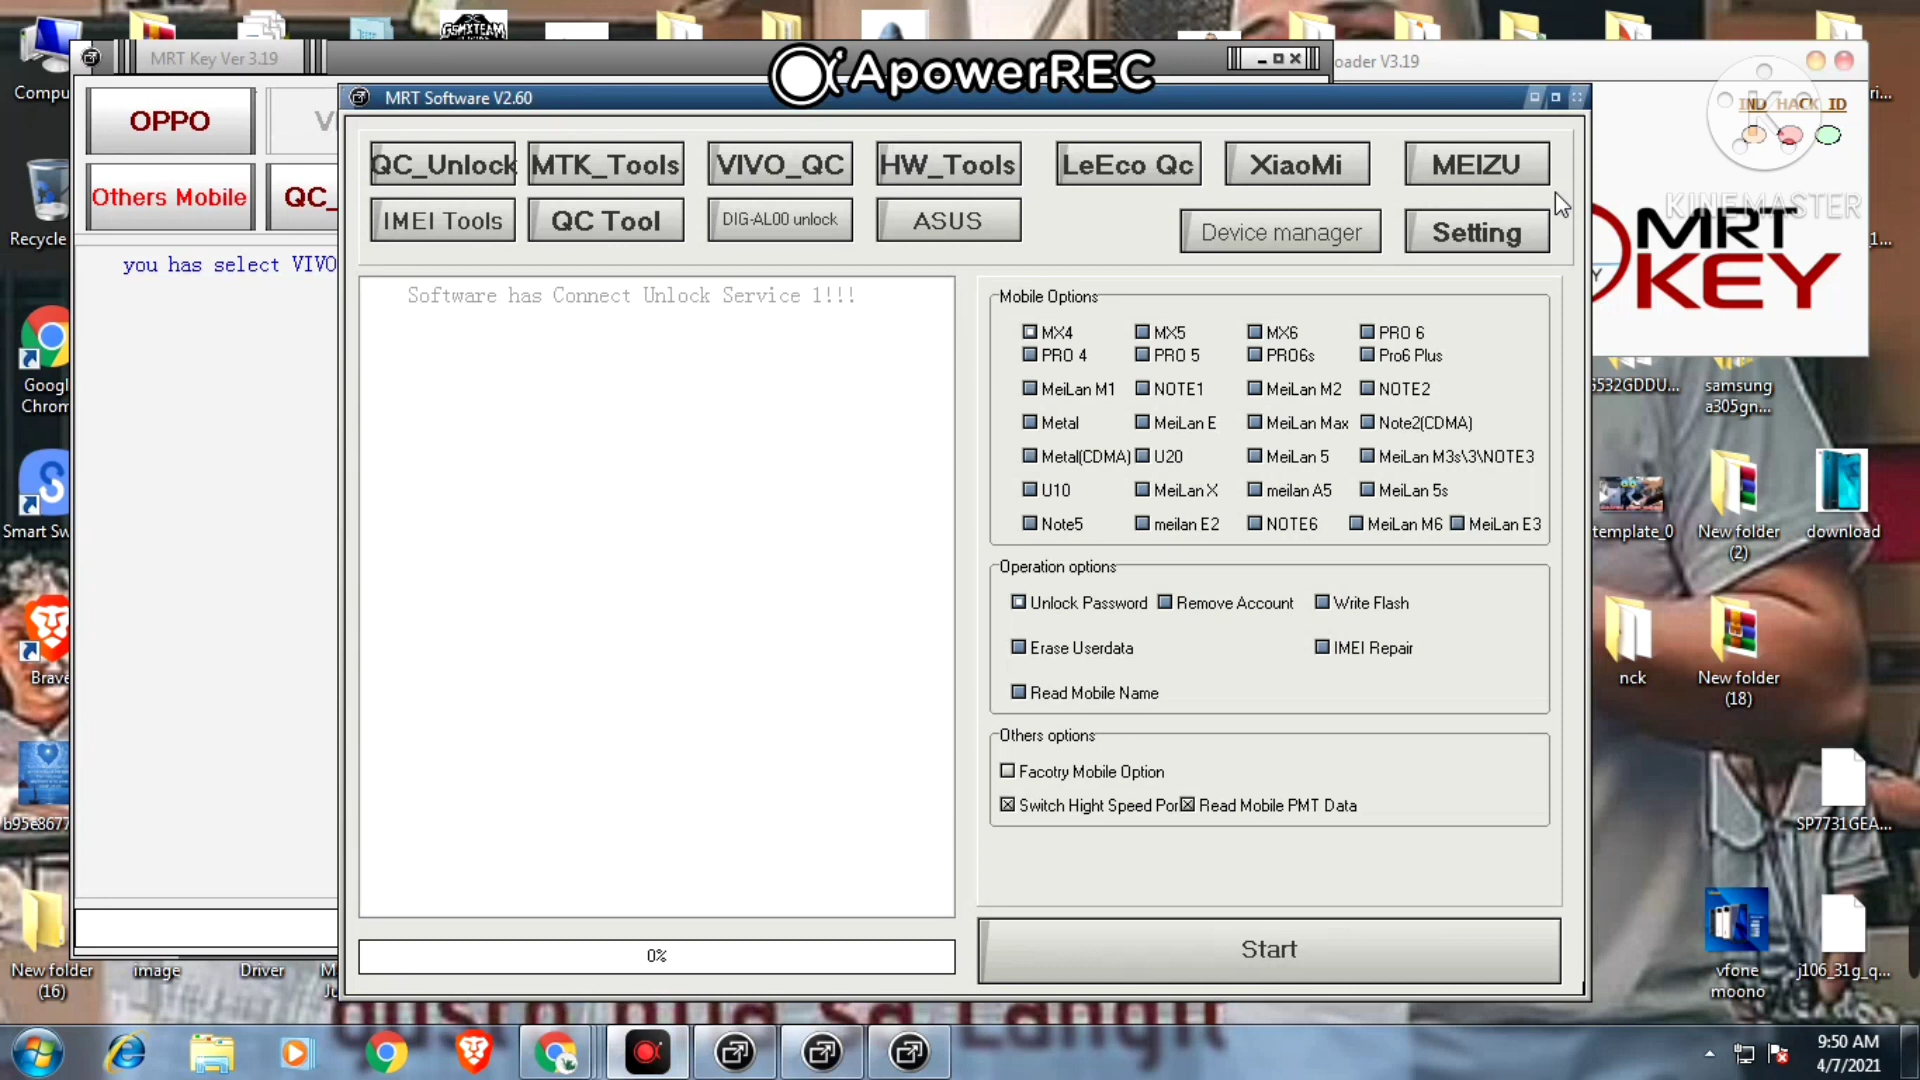 GSMXTEAM
Compu
MRT Key Ver 3.19
ApowerREC
oader V3.19
IND_HACK_ID
OPPO
MRT Software V2.60
QC_Unlock
MTK_Tools
VIVO_QC
HW_Tools
LeEco Qc
XiaoMi
MEIZU
KINEMASTER
Others Mobile
QC_
IMEI Tools
QC Tool
DIG-AL00 unlock
ASUS
Device manager
Setting
MRT
KEY
Recycle
you has select VIVO
Software has Connect Unlock Service 1!!!
Mobile Options
MX4 MX5 MX6 PRO 6
PRO 4 PRO 5 PRO6s Pro6 Plus
MeiLan M1 NOTE1 MeiLan M2 NOTE2
Metal MeiLan E MeiLan Max Note2(CDMA)
Metal(CDMA) U20 MeiLan 5 MeiLan M3s\3\NOTE3
U10 MeiLan X meilan A5 MeiLan 5s
Note5 meilan E2 NOTE6 MeiLan M6 MeiLan E3
Operation options
Unlock Password Remove Account Write Flash
Erase Userdata IMEI Repair
Read Mobile Name
Others options
Facotry Mobile Option
Switch Hight Speed Por Read Mobile PMT Data
Start
0%
Googl
Chrom
Smart Sw
Brave
b95e8677
S532GDDU...
samsung
a305gn...
template_0
New folder
(2)
download
nck
New folder
(18)
SP7731GEA...
vfone
moono
j106_31g_q...
New folder
(16)
image
Driver
9:50 AM
4/7/2021